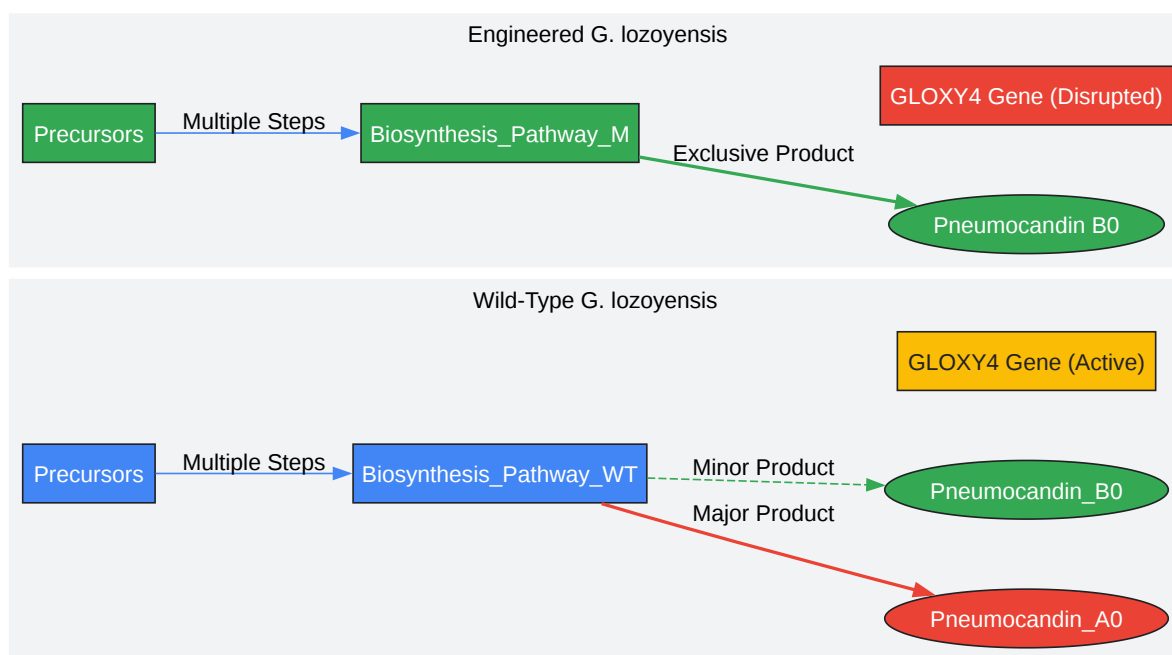 Engineered G. lozoyensis
GLOXY4 Gene (Disrupted)
Precursors
Multiple Steps
Biosynthesis_Pathway_M
Exclusive Product
Pneumocandin B0
Wild-Type G. lozoyensis
GLOXY4 Gene (Active)
Precursors
Multiple Steps
Biosynthesis_Pathway_WT
Minor Product
Pneumocandin_B0
Major Product
Pneumocandin_A0